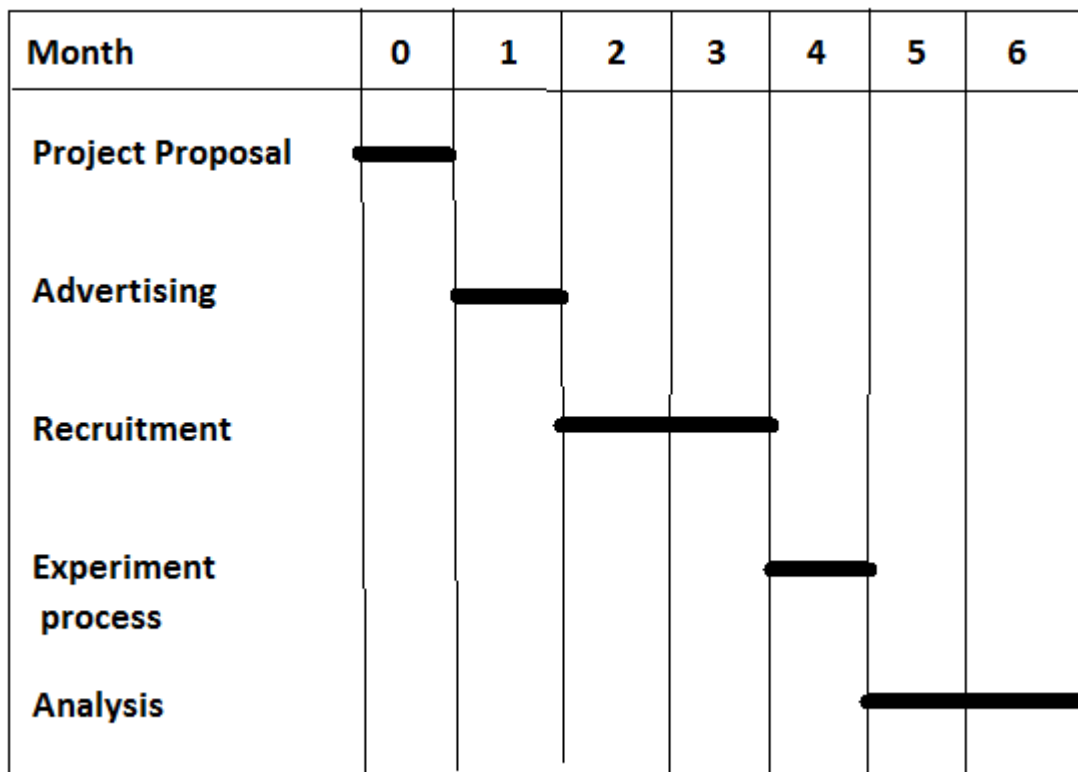 Month 0 1 2 3 4 5 6
Project Proposal
Advertising
Recruitment
Experiment
process
Analysis